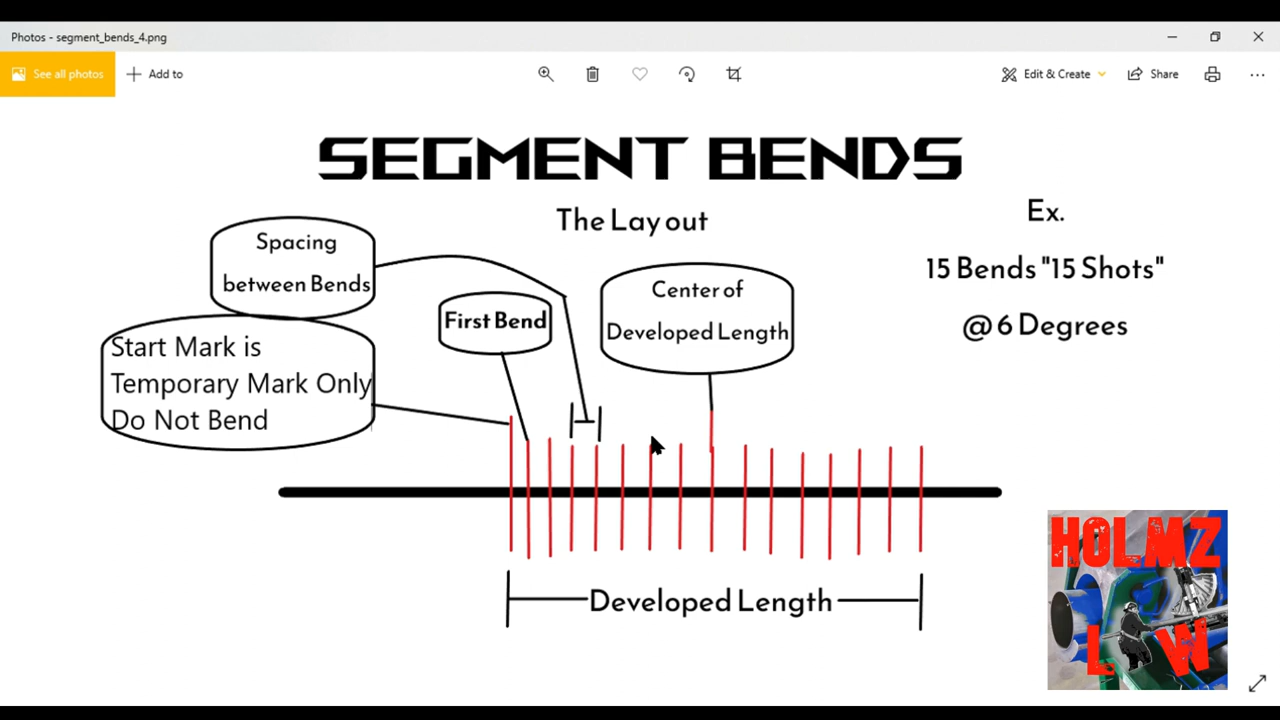 Photos - segment_bends_4.png
See all photos
Add to
Edit & Create
Share
SEGMENT BENDS
The Lay out
Ex.
15 Bends "15 Shots"
@ 6 Degrees
Spacing
between Bends
First Bend
Center of
Developed Length
Start Mark is
Temporary Mark Only
Do Not Bend
Developed Length
HOLMZ
LAW